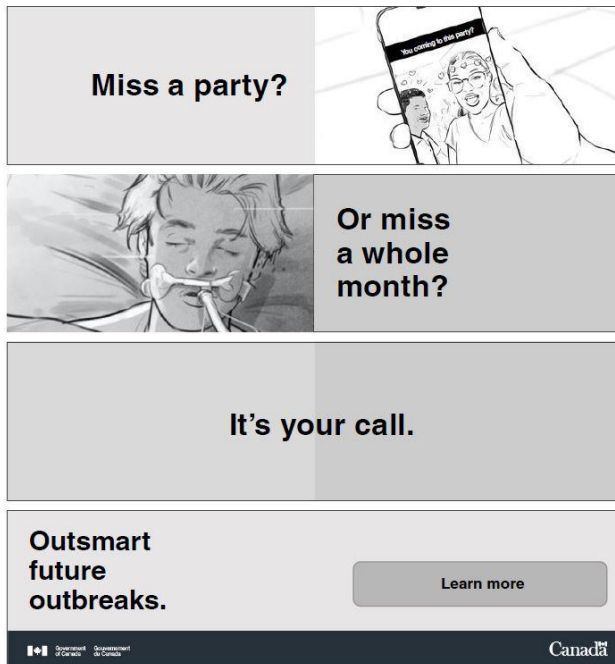 Miss a party?
You coming to this party?
Or miss
a whole
month?
It's your call.
Outsmart
future
outbreaks.
Learn more
Government Gouvernement
of Canada du Canada
Canada